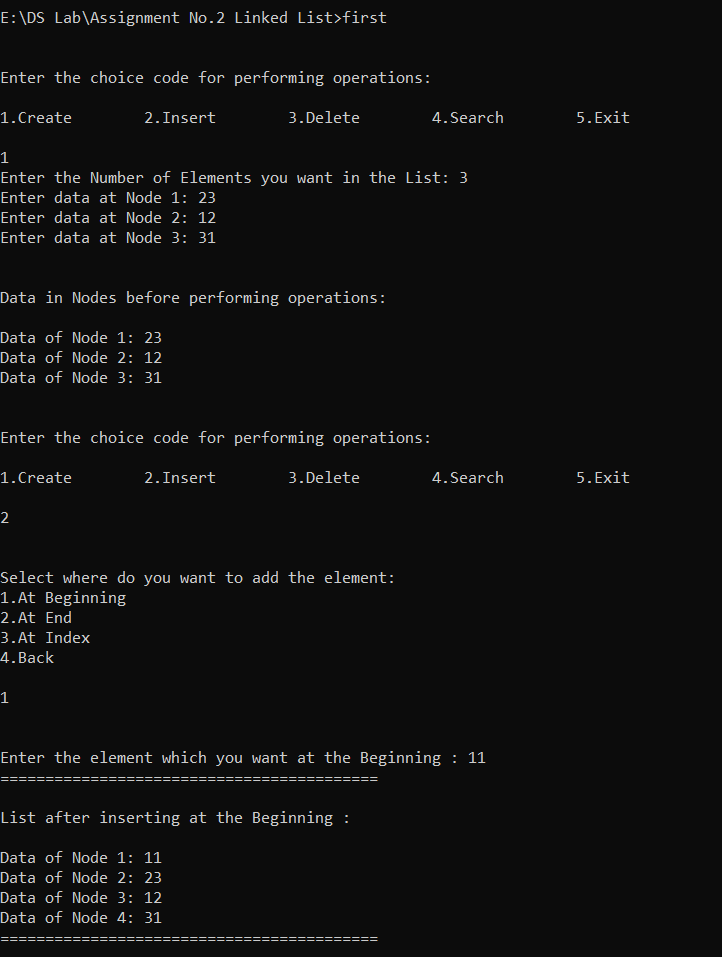 E:\DS Lab\Assignment No.2 Linked List>first
Enter the choice code for performing operations:
1.Create        2.Insert        3.Delete        4.Search        5.Exit
1
Enter the Number of Elements you want in the List: 3
Enter data at Node 1: 23
Enter data at Node 2: 12
Enter data at Node 3: 31
Data in Nodes before performing operations:
Data of Node 1: 23
Data of Node 2: 12
Data of Node 3: 31
Enter the choice code for performing operations:
1.Create        2.Insert        3.Delete        4.Search        5.Exit
2
Select where do you want to add the element:
1.At Beginning
2.At End
3.At Index
4.Back
1
Enter the element which you want at the Beginning : 11
==========================================
List after inserting at the Beginning :
Data of Node 1: 11
Data of Node 2: 23
Data of Node 3: 12
Data of Node 4: 31
==========================================